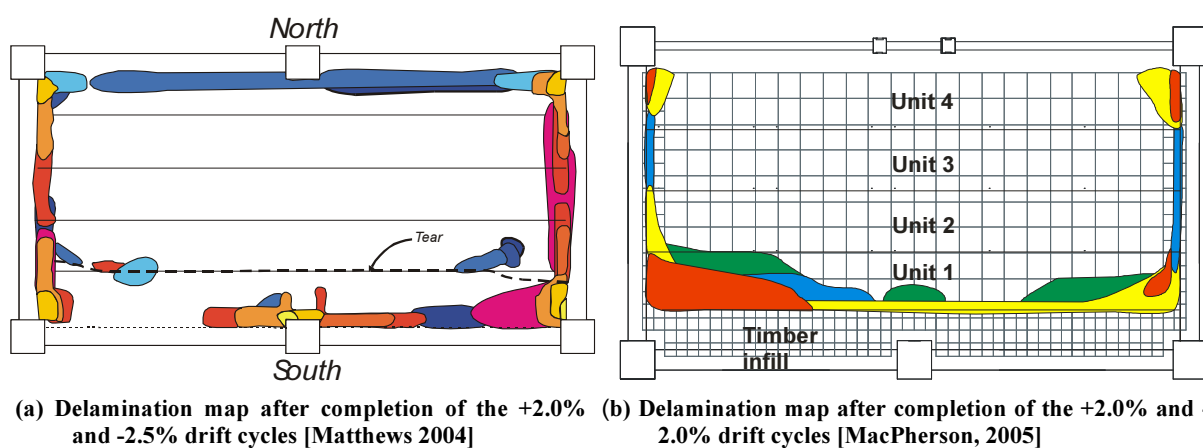 North
Tear
South
Unit 4
Unit 3
Unit 2
Unit 1
Timber
infill
(a) Delamination map after completion of the +2.0%
and -2.5% drift cycles [Matthews 2004]
(b) Delamination map after completion of the +2.0% and -
2.0% drift cycles [MacPherson, 2005]